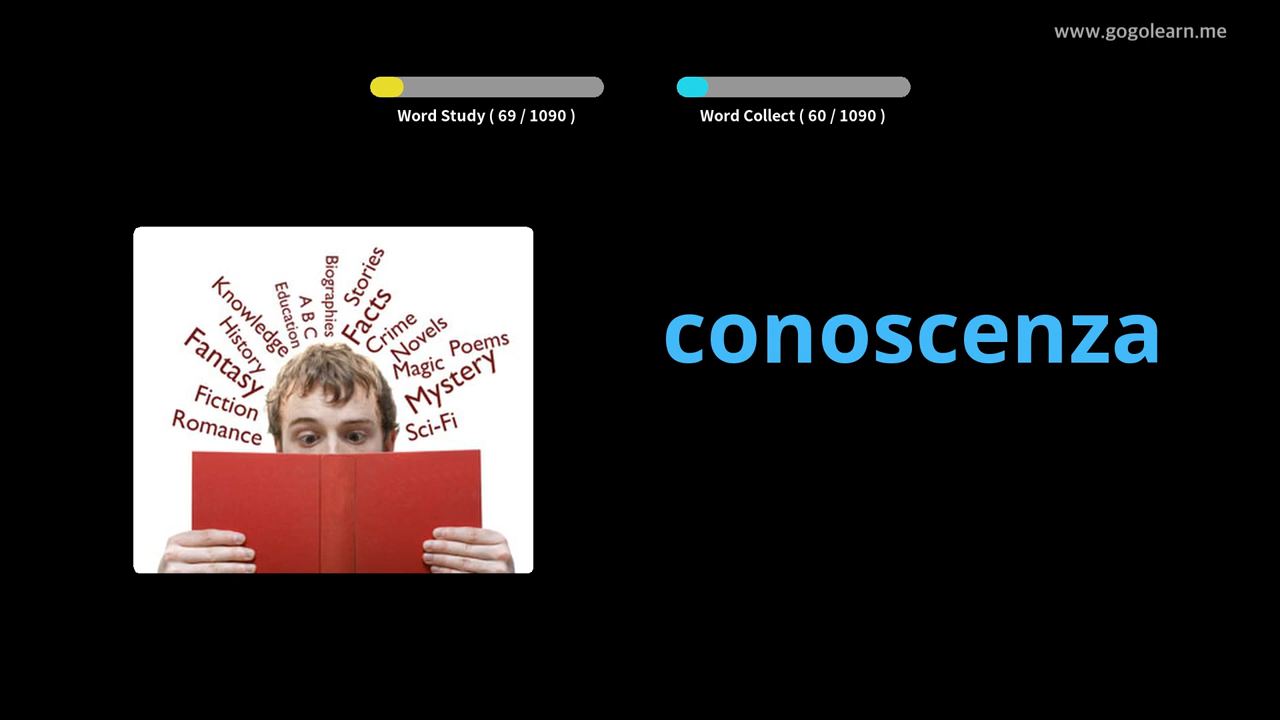 www.gogolearn.me
Word Study ( 69 / 1090 )
Word Collect ( 60 / 1090 )
Knowledge
Education
A B C
Biographies
Stories
Facts
Crime
Novels
Poems
History
Fantasy
Magic
Mystery
Fiction
Romance
Sci-Fi
conoscenza